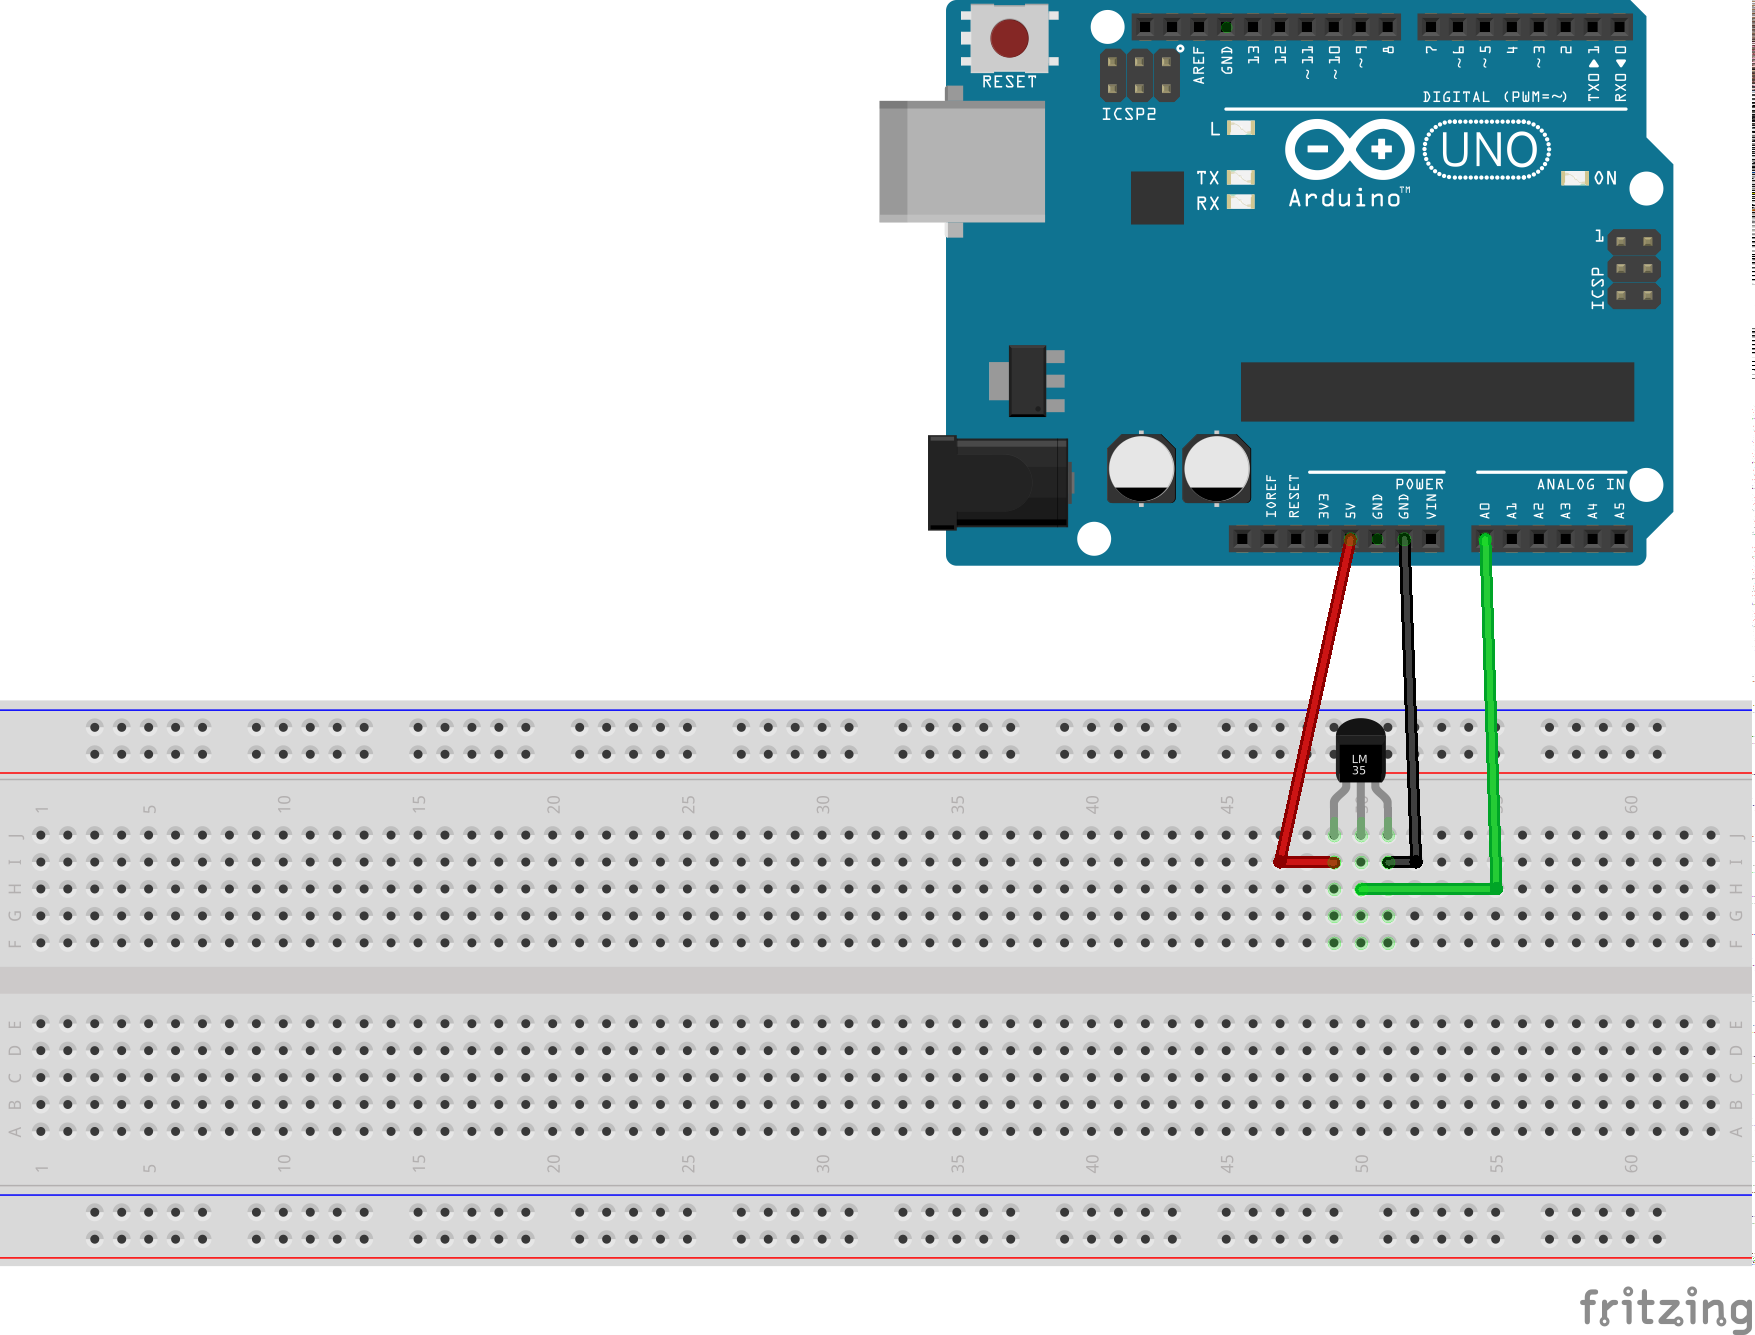 RESET
ICSP2
AREF
GND
13
12
~11
~10
~9
8
7
~6
~5
4
~3
2
TX0▶1
RX0◀0
DIGITAL (PWM=~)
L
TX
RX
UNO
Arduino™
ON
1
ICSP
POWER
ANALOG IN
IOREF
RESET
3V3
5V
GND
GND
VIN
A0
A1
A2
A3
A4
A5
LM
35
1 5 10 15 20 25 30 35 40 45 60
J J
I I
H H
G G
F F
E E
D D
C C
B B
A A
1 5 10 15 20 25 30 35 40 45 50 55 60
fritzing